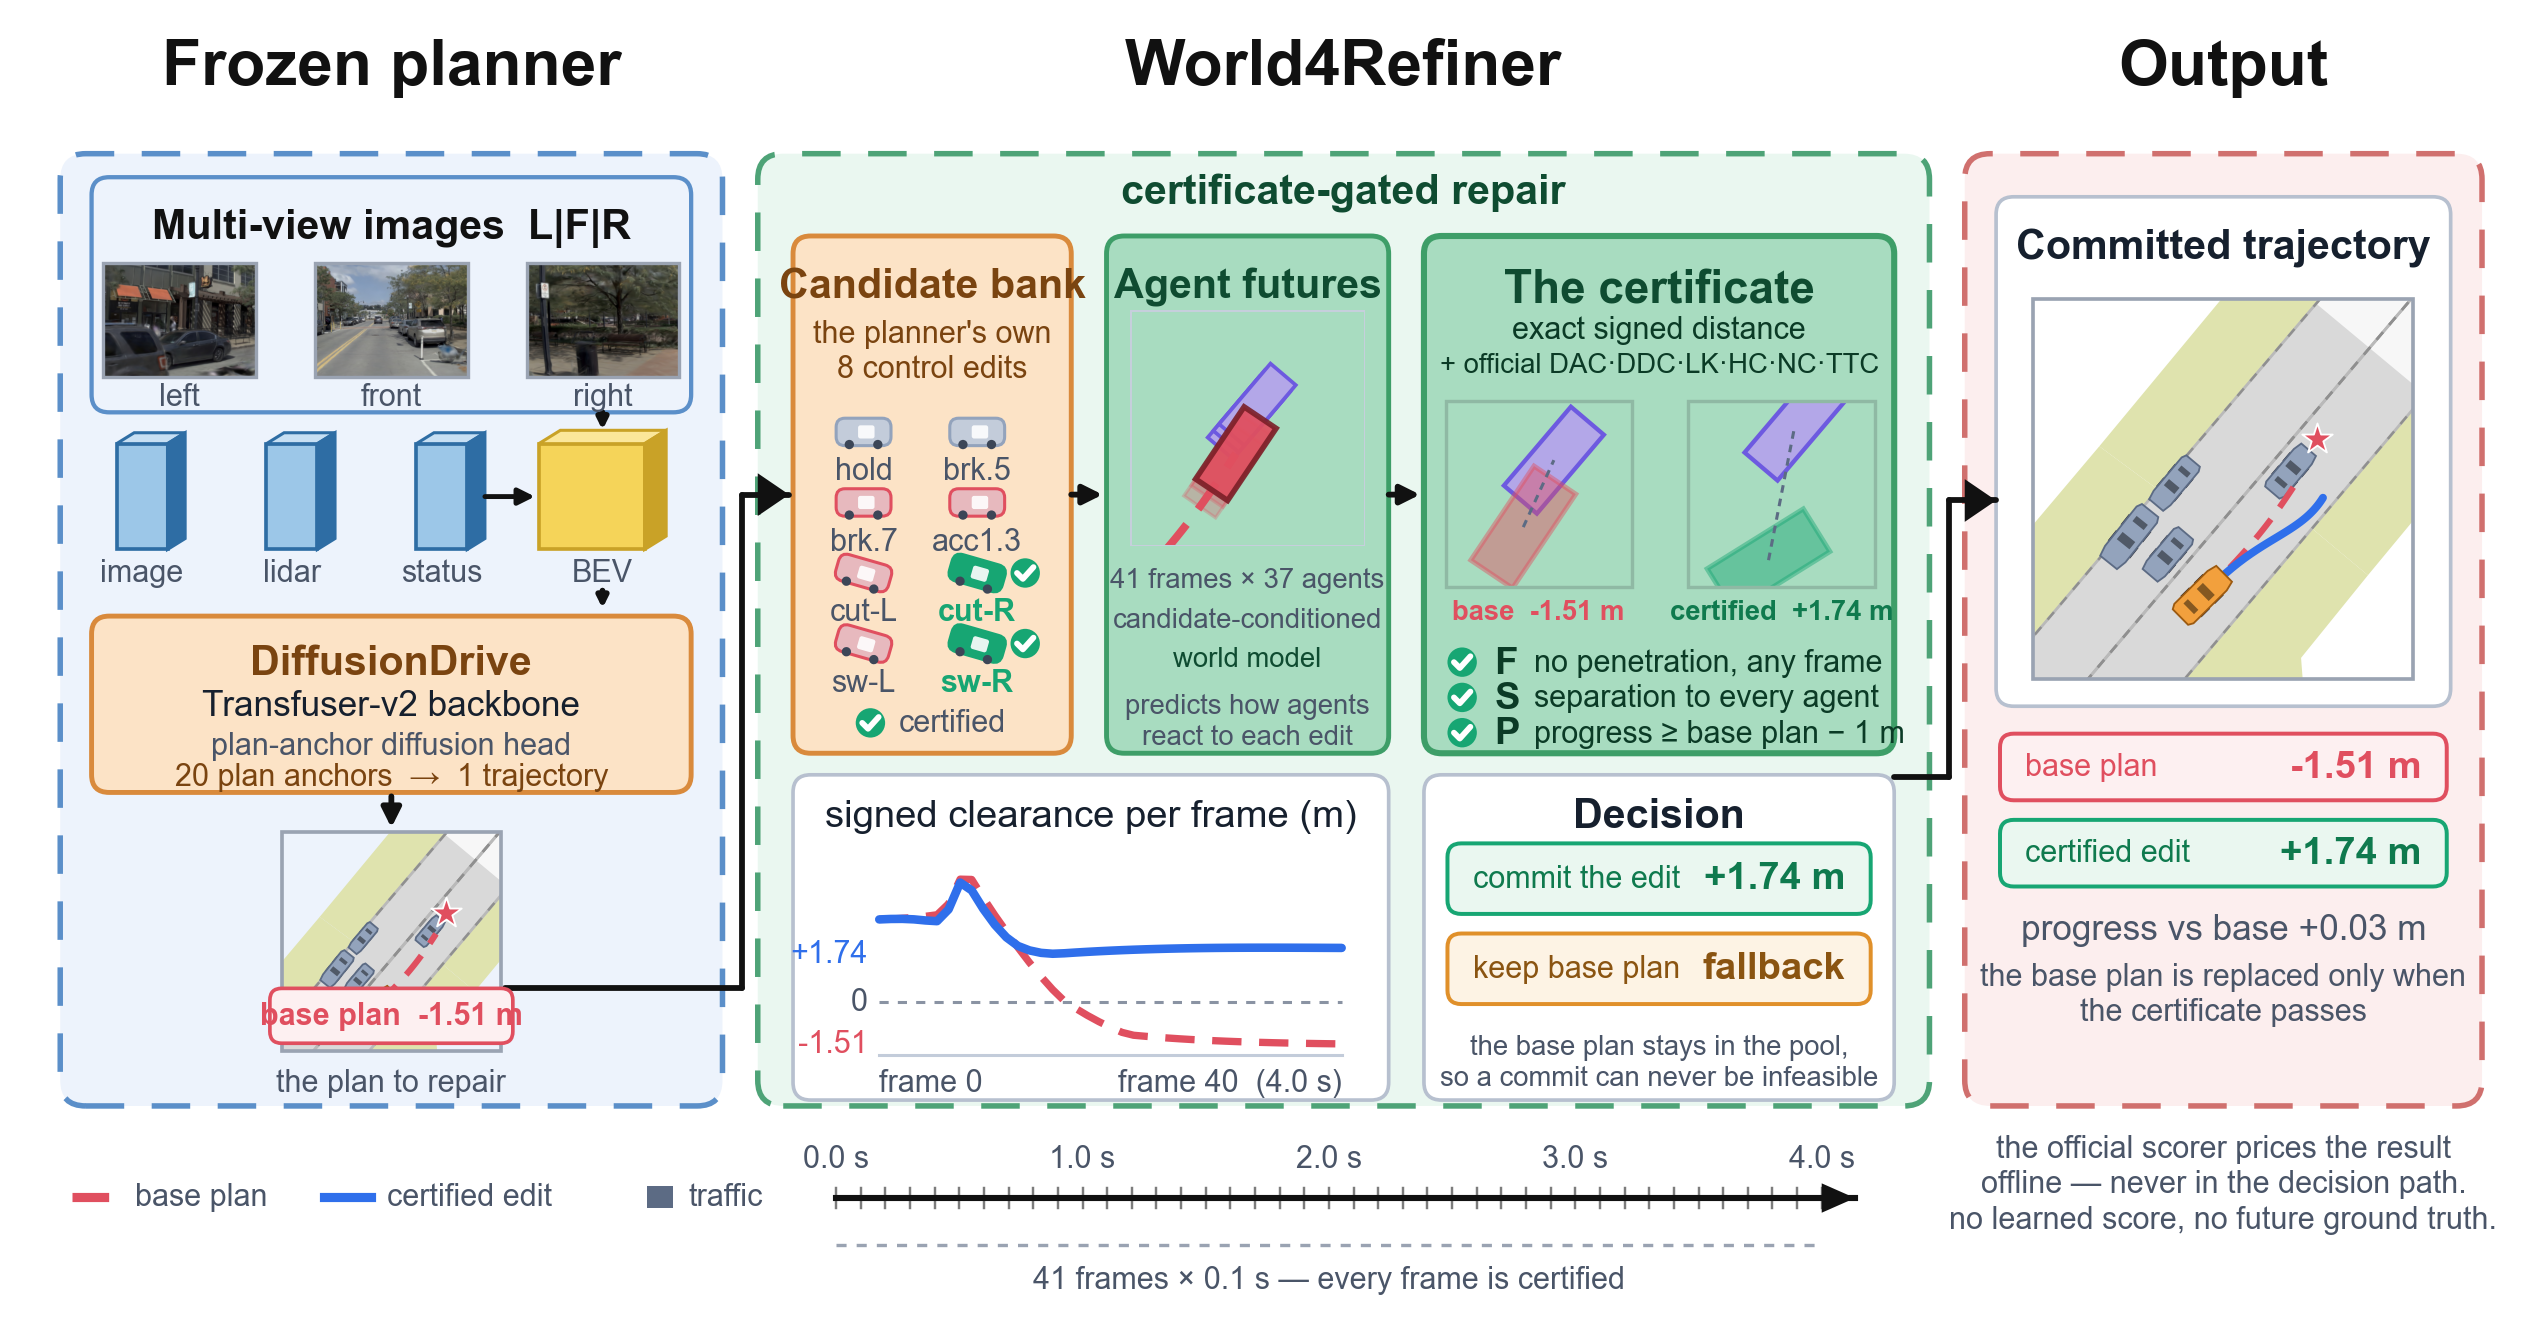 Frozen planner
World4Refiner
Output
Multi-view images L|F|R
left
front
right
image
lidar
status
BEV
DiffusionDrive
Transfuser-v2 backbone
plan-anchor diffusion head
20 plan anchors → 1 trajectory
base plan -1.51 m
the plan to repair
certificate-gated repair
Candidate bank
the planner's own
8 control edits
hold
brk.5
brk.7
acc1.3
cut-L
cut-R
sw-L
sw-R
certified
Agent futures
41 frames × 37 agents
candidate-conditioned
world model
predicts how agents
react to each edit
The certificate
exact signed distance
+ official DAC·DDC·LK·HC·NC·TTC
base -1.51 m
certified +1.74 m
F no penetration, any frame
S separation to every agent
P progress ≥ base plan − 1 m
signed clearance per frame (m)
+1.74
0
-1.51
frame 0
frame 40 (4.0 s)
Decision
commit the edit +1.74 m
keep base plan fallback
the base plan stays in the pool,
so a commit can never be infeasible
Committed trajectory
base plan -1.51 m
certified edit +1.74 m
progress vs base +0.03 m
the base plan is replaced only when
the certificate passes
the official scorer prices the result
offline — never in the decision path.
no learned score, no future ground truth.
base plan
certified edit
traffic
0.0 s
1.0 s
2.0 s
3.0 s
4.0 s
41 frames × 0.1 s — every frame is certified